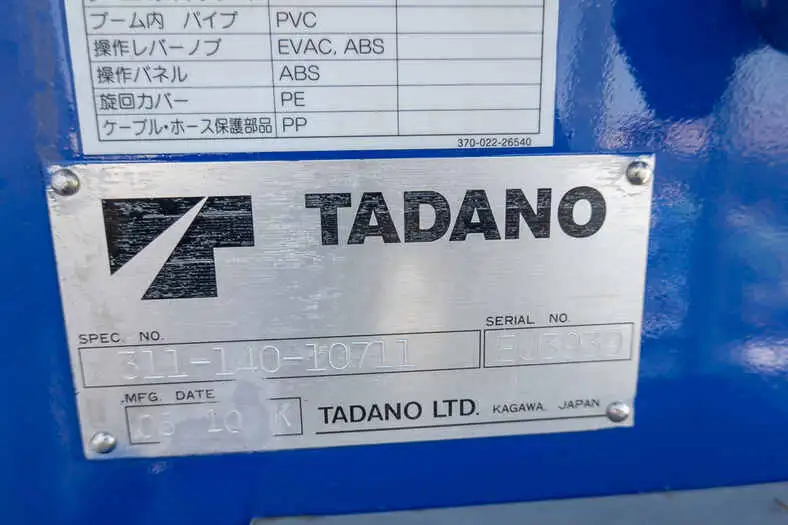 ブーム内 パイプ PVC
操作レバーノブ EVAC, ABS
操作パネル ABS
旋回カバー PE
ケーブル・ホース保護部品 PP
370-022-26540
TADANO
SPEC. NO.
311-140-10711
SERIAL NO.
MFG. DATE
K
TADANO LTD. KAGAWA, JAPAN